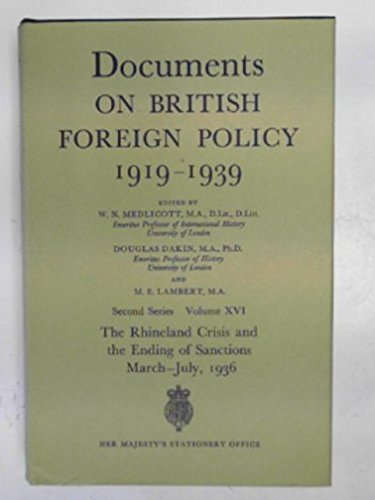 Documents
ON BRITISH
FOREIGN POLICY
1919-1939
EDITED BY
W. N. MEDLICOTT, M.A., D.Lit., D.Litt.
Emeritus Professor of International History
University of London
DOUGLAS DAKIN, M.A., Ph.D.
Emeritus Professor of History
University of London
AND
M. E. LAMBERT, M.A.
Second Series Volume XVI
The Rhineland Crisis and
the Ending of Sanctions
March–July, 1936
HER MAJESTY'S STATIONERY OFFICE